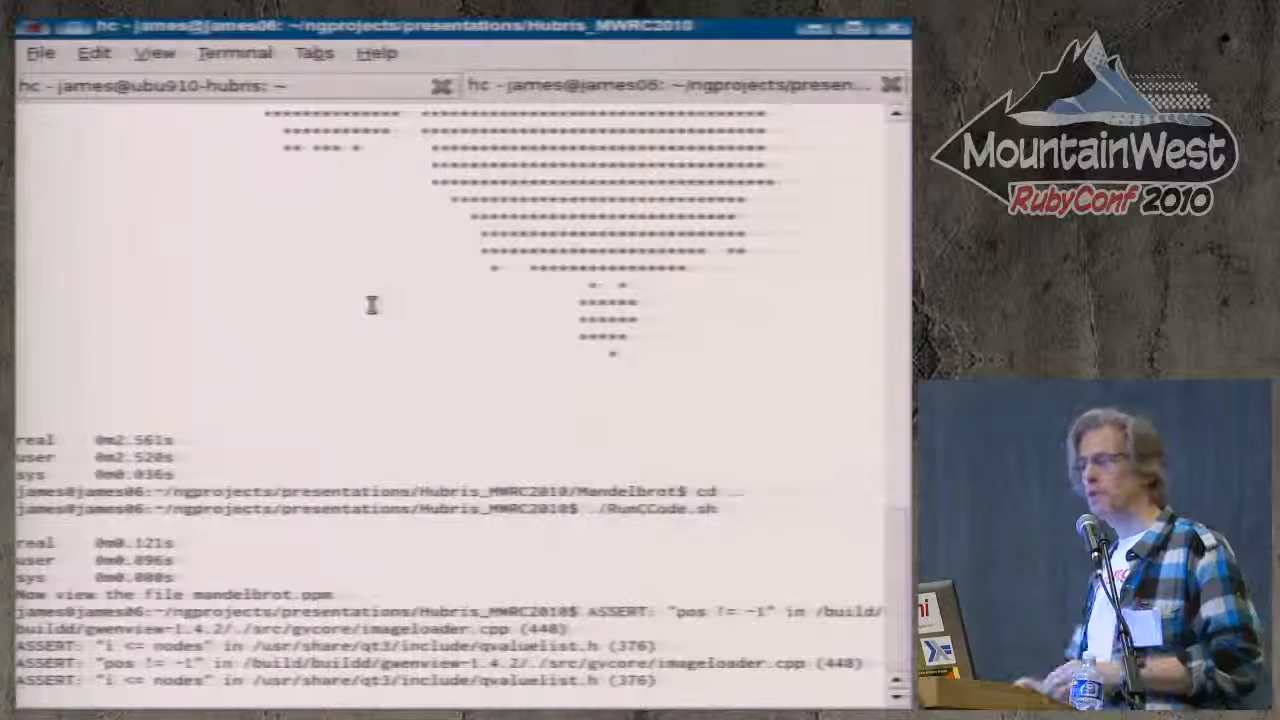 hc - james@james06: ~/ngprojects/presentations/Hubris_MWRC2010
File Edit View Terminal Tabs Help
hc - james@ubu910-hubris: ~
hc - james@james06: ~/ngprojects/presen...
real 0m2.561s
user 0m2.520s
sys 0m0.036s
james@james06:~/ngprojects/presentations/Hubris_MWRC2010/Mandelbrot$ cd ..
james@james06:~/ngprojects/presentations/Hubris_MWRC2010$ ./RunCCode.sh
real 0m0.121s
user 0m0.096s
sys 0m0.008s
Now view the file mandelbrot.ppm
james@james06:~/ngprojects/presentations/Hubris_MWRC2010$ ASSERT: "pos != -1" in /build/
buildd/gwenview-1.4.2/./src/gvcore/imageloader.cpp (448)
ASSERT: "i <= nodes" in /usr/share/qt3/include/qvaluelist.h (376)
ASSERT: "pos != -1" in /build/buildd/gwenview-1.4.2/./src/gvcore/imageloader.cpp (448)
ASSERT: "i <= nodes" in /usr/share/qt3/include/qvaluelist.h (376)
MountainWest
RubyConf 2010